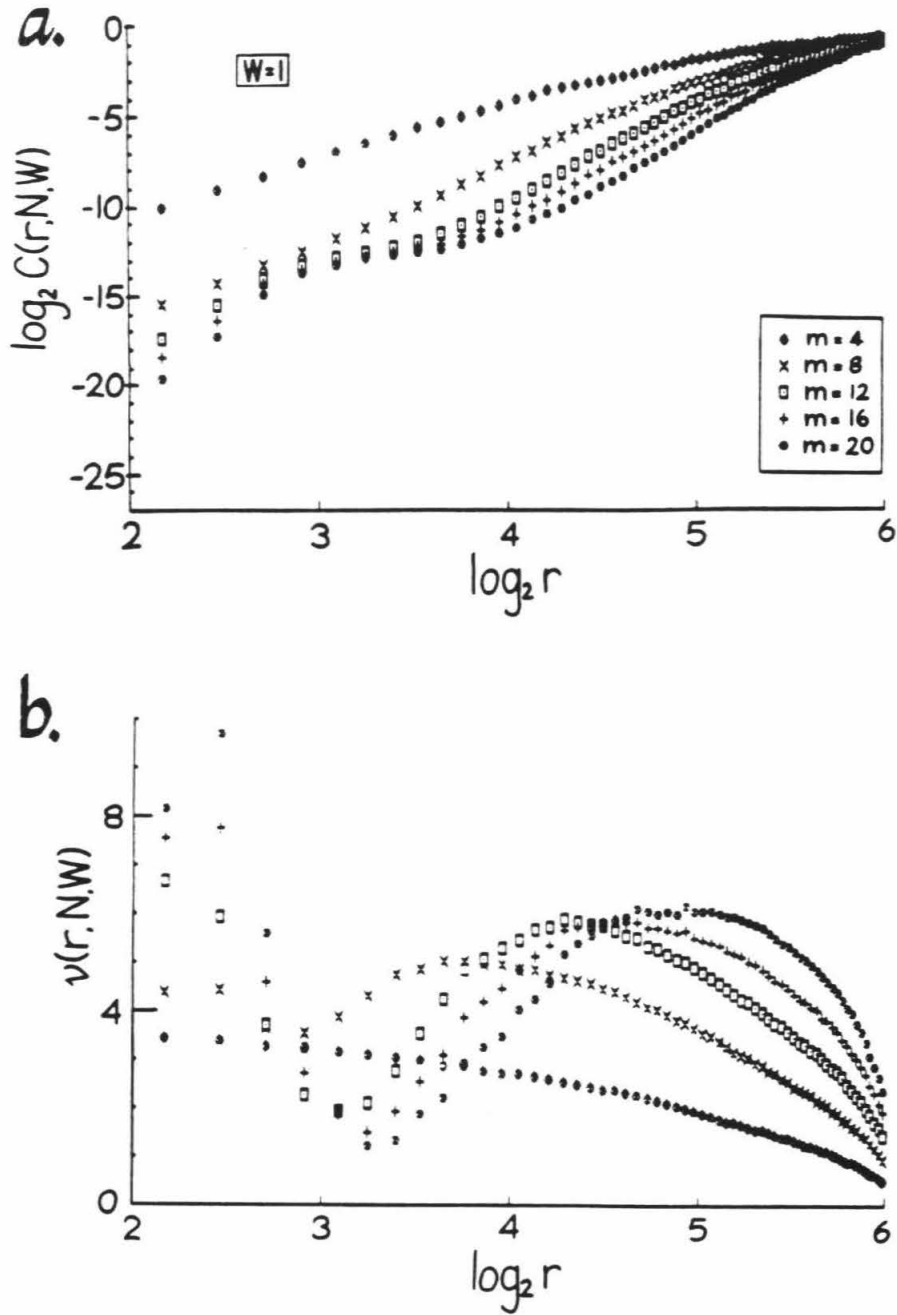 a.
W=1
0
-5
-10
-15
-20
-25
log₂ C(r,N,W)
m = 4
m = 8
m = 12
m = 16
m = 20
2 3 4 5 6
log₂ r
b.
8
4
0
ν(r,N,W)
2 3 4 5 6
log₂ r